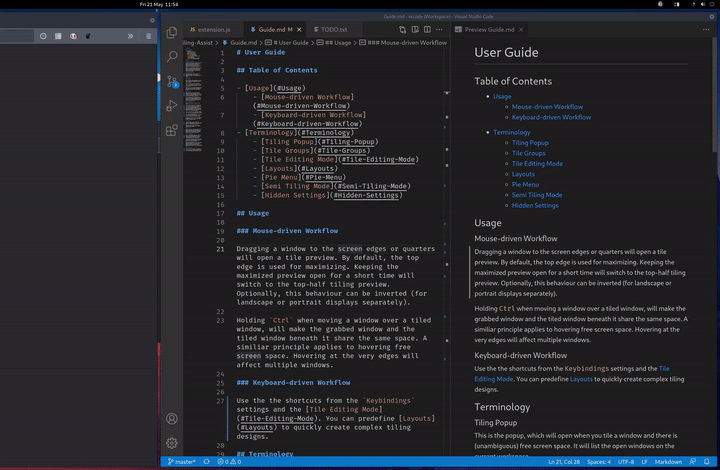 Fri 21 May 11:54
Guide.md - vscode (Workspace) - Visual Studio Code
extension.js
Guide.md M
TODO.txt
Preview Guide.md
ling-Assist > Guide.md > # User Guide > ## Usage > ### Mouse-driven Workflow
1 # User Guide
2
3 ## Table of Contents
4
5 - [Usage](#Usage)
6 - [Mouse-driven Workflow]
(#Mouse-driven-Workflow)
7 - [Keyboard-driven Workflow]
(#Keyboard-driven-Workflow)
8 - [Terminology](#Terminology)
9 - [Tiling Popup](#Tiling-Popup)
10 - [Tile Groups](#Tile-Groups)
11 - [Tile Editing Mode](#Tile-Editing-Mode)
12 - [Layouts](#Layouts)
13 - [Pie Menu](#Pie-Menu)
14 - [Semi Tiling Mode](#Semi-Tiling-Mode)
15 - [Hidden Settings](#Hidden-Settings)
16
17 ## Usage
18
19 ### Mouse-driven Workflow
20
21 Dragging a window to the screen edges or quarters
will open a tile preview. By default, the top
edge is used for maximizing. Keeping the
maximized preview open for a short time will
switch to the top-half tiling preview.
Optionally, this behaviour can be inverted (for
landscape or portrait displays separately).
22
23 Holding `Ctrl` when moving a window over a tiled
window, will make the grabbed window and the
tiled window beneath it share the same space. A
similiar principle applies to hovering free
screen space. Hovering at the very edges will
affect multiple windows.
24
25 ### Keyboard-driven Workflow
26
27 Use the the shortcuts from the `Keybindings`
settings and the [Tile Editing Mode]
(#Tile-Editing-Mode). You can predefine [Layouts]
(#Layouts) to quickly create complex tiling
designs.
28
29 ## Terminology
User Guide
Table of Contents
Usage
Mouse-driven Workflow
Keyboard-driven Workflow
Terminology
Tiling Popup
Tile Groups
Tile Editing Mode
Layouts
Pie Menu
Semi Tiling Mode
Hidden Settings
Usage
Mouse-driven Workflow
Dragging a window to the screen edges or quarters will open a tile
preview. By default, the top edge is used for maximizing. Keeping the
maximized preview open for a short time will switch to the top-half tiling
preview. Optionally, this behaviour can be inverted (for landscape or
portrait displays separately).
Holding Ctrl when moving a window over a tiled window, will make the
grabbed window and the tiled window beneath it share the same space. A
similiar principle applies to hovering free screen space. Hovering at the
very edges will affect multiple windows.
Keyboard-driven Workflow
Use the the shortcuts from the Keybindings settings and the Tile
Editing Mode. You can predefine Layouts to quickly create complex tiling
designs.
Terminology
Tiling Popup
This is the popup, which will open when you tile a window and there is
(unambiguous) free screen space. It will list the open windows on the
current workspace.
master* 0 0
Ln 21, Col 28 Spaces: 4 UTF-8 LF Markdown